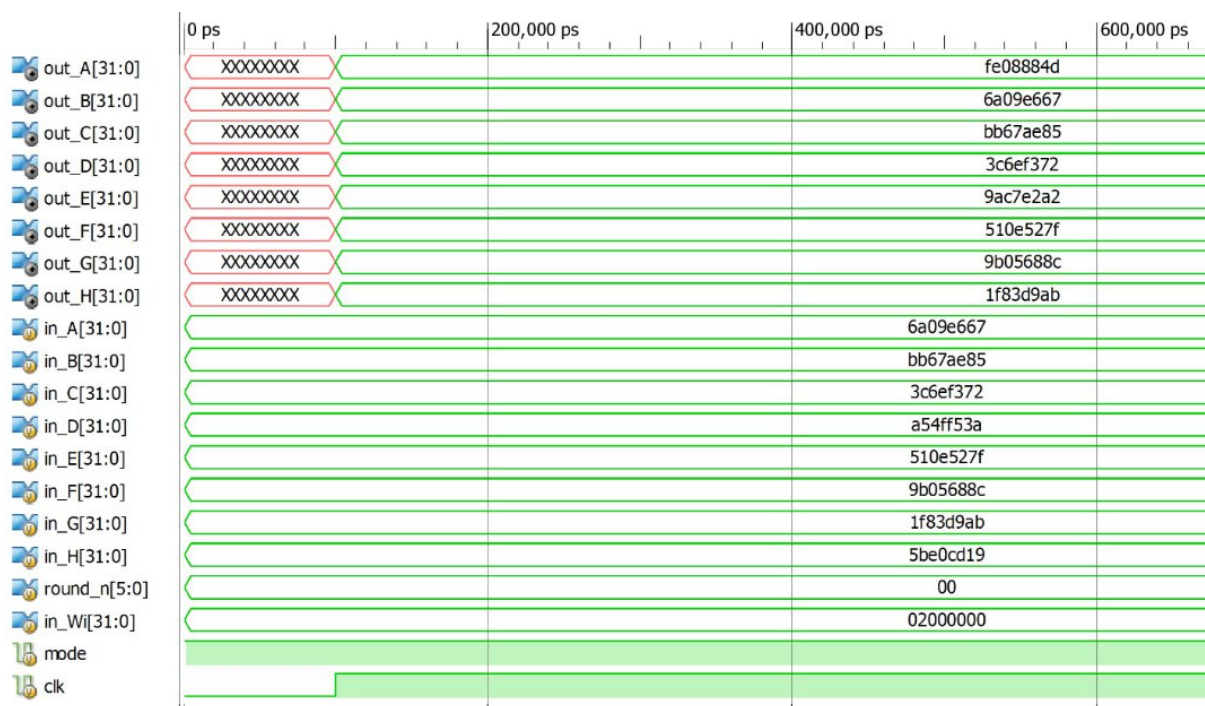 0 ps 200,000 ps 400,000 ps 600,000 ps
out_A[31:0] XXXXXXXX fe08884d
out_B[31:0] XXXXXXXX 6a09e667
out_C[31:0] XXXXXXXX bb67ae85
out_D[31:0] XXXXXXXX 3c6ef372
out_E[31:0] XXXXXXXX 9ac7e2a2
out_F[31:0] XXXXXXXX 510e527f
out_G[31:0] XXXXXXXX 9b05688c
out_H[31:0] XXXXXXXX 1f83d9ab
in_A[31:0] 6a09e667
in_B[31:0] bb67ae85
in_C[31:0] 3c6ef372
in_D[31:0] a54ff53a
in_E[31:0] 510e527f
in_F[31:0] 9b05688c
in_G[31:0] 1f83d9ab
in_H[31:0] 5be0cd19
round_n[5:0] 00
in_Wi[31:0] 02000000
mode
clk